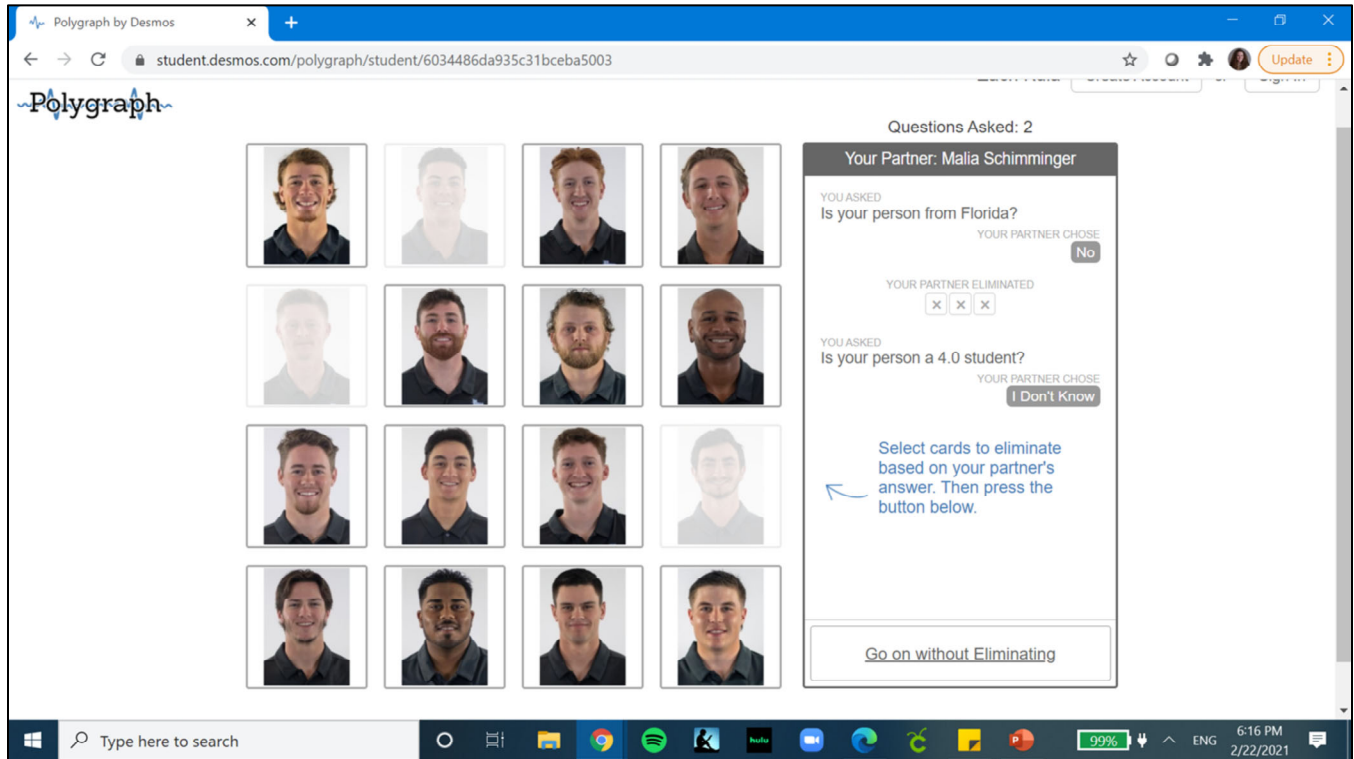 Polygraph by Desmos
student.desmos.com/polygraph/student/6034486da935c31bceba5003
Update
Polygraph
Questions Asked: 2
Your Partner: Malia Schimminger
YOU ASKED
Is your person from Florida?
YOUR PARTNER CHOSE
No
YOUR PARTNER ELIMINATED
YOU ASKED
Is your person a 4.0 student?
YOUR PARTNER CHOSE
I Don't Know
Select cards to eliminate
based on your partner's
answer. Then press the
button below.
Go on without Eliminating
Type here to search
hulu
99%
ENG
6:16 PM
2/22/2021